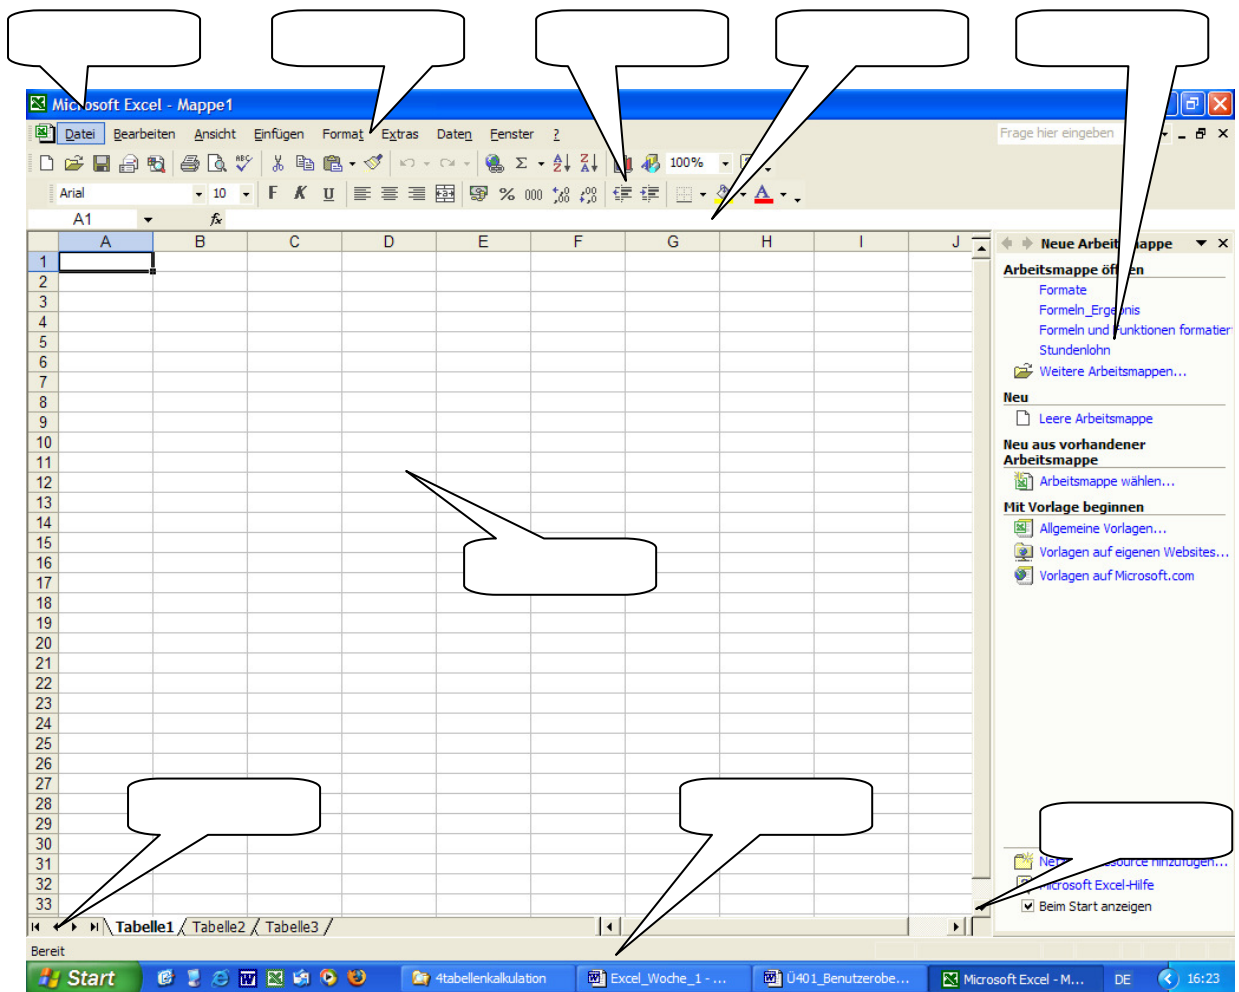 Microsoft Excel - Mappe1
Datei Bearbeiten Ansicht Einfügen Format Extras Daten Fenster ? Frage hier eingeben
ABC Σ 100%
Arial 10 F K U % 000 A
A1 fx
A B C D E F G H I J
1
2
3
4
5
6
7
8
9
10
11
12
13
14
15
16
17
18
19
20
21
22
23
24
25
26
27
28
29
30
31
32
33
Neue Arbeitsmappe
Arbeitsmappe öffnen
Formate
Formeln_Ergebnis
Formeln und Funktionen formatier
Stundenlohn
Weitere Arbeitsmappen...
Neu
Leere Arbeitsmappe
Neu aus vorhandener
Arbeitsmappe
Arbeitsmappe wählen...
Mit Vorlage beginnen
Allgemeine Vorlagen...
Vorlagen auf eigenen Websites...
Vorlagen auf Microsoft.com
hinzufügen...
Microsoft Excel-Hilfe
Beim Start anzeigen
Tabelle1 Tabelle2 Tabelle3
Bereit
Start 4tabellenkalkulation Excel_Woche_1 - ... Ü401_Benutzerobe... Microsoft Excel - M... DE 16:23